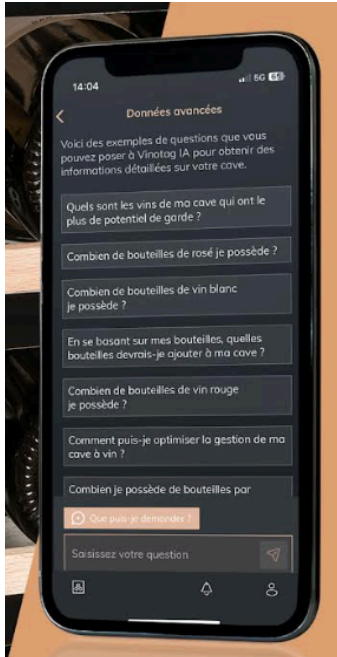 14:04
5G 61
Données avancées
Voici des exemples de questions que vous
pouvez poser à Vinotag IA pour obtenir des
informations détaillées sur votre cave.
Quels sont les vins de ma cave qui ont le
plus de potentiel de garde ?
Combien de bouteilles de rosé je possède ?
Combien de bouteilles de vin blanc
je possède ?
En se basant sur mes bouteilles, quelles
bouteilles devrais-je ajouter à ma cave ?
Combien de bouteilles de vin rouge
je possède ?
Comment puis-je optimiser la gestion de ma
cave à vin ?
Combien je possède de bouteilles par
Que puis-je demander ?
Saisissez votre question